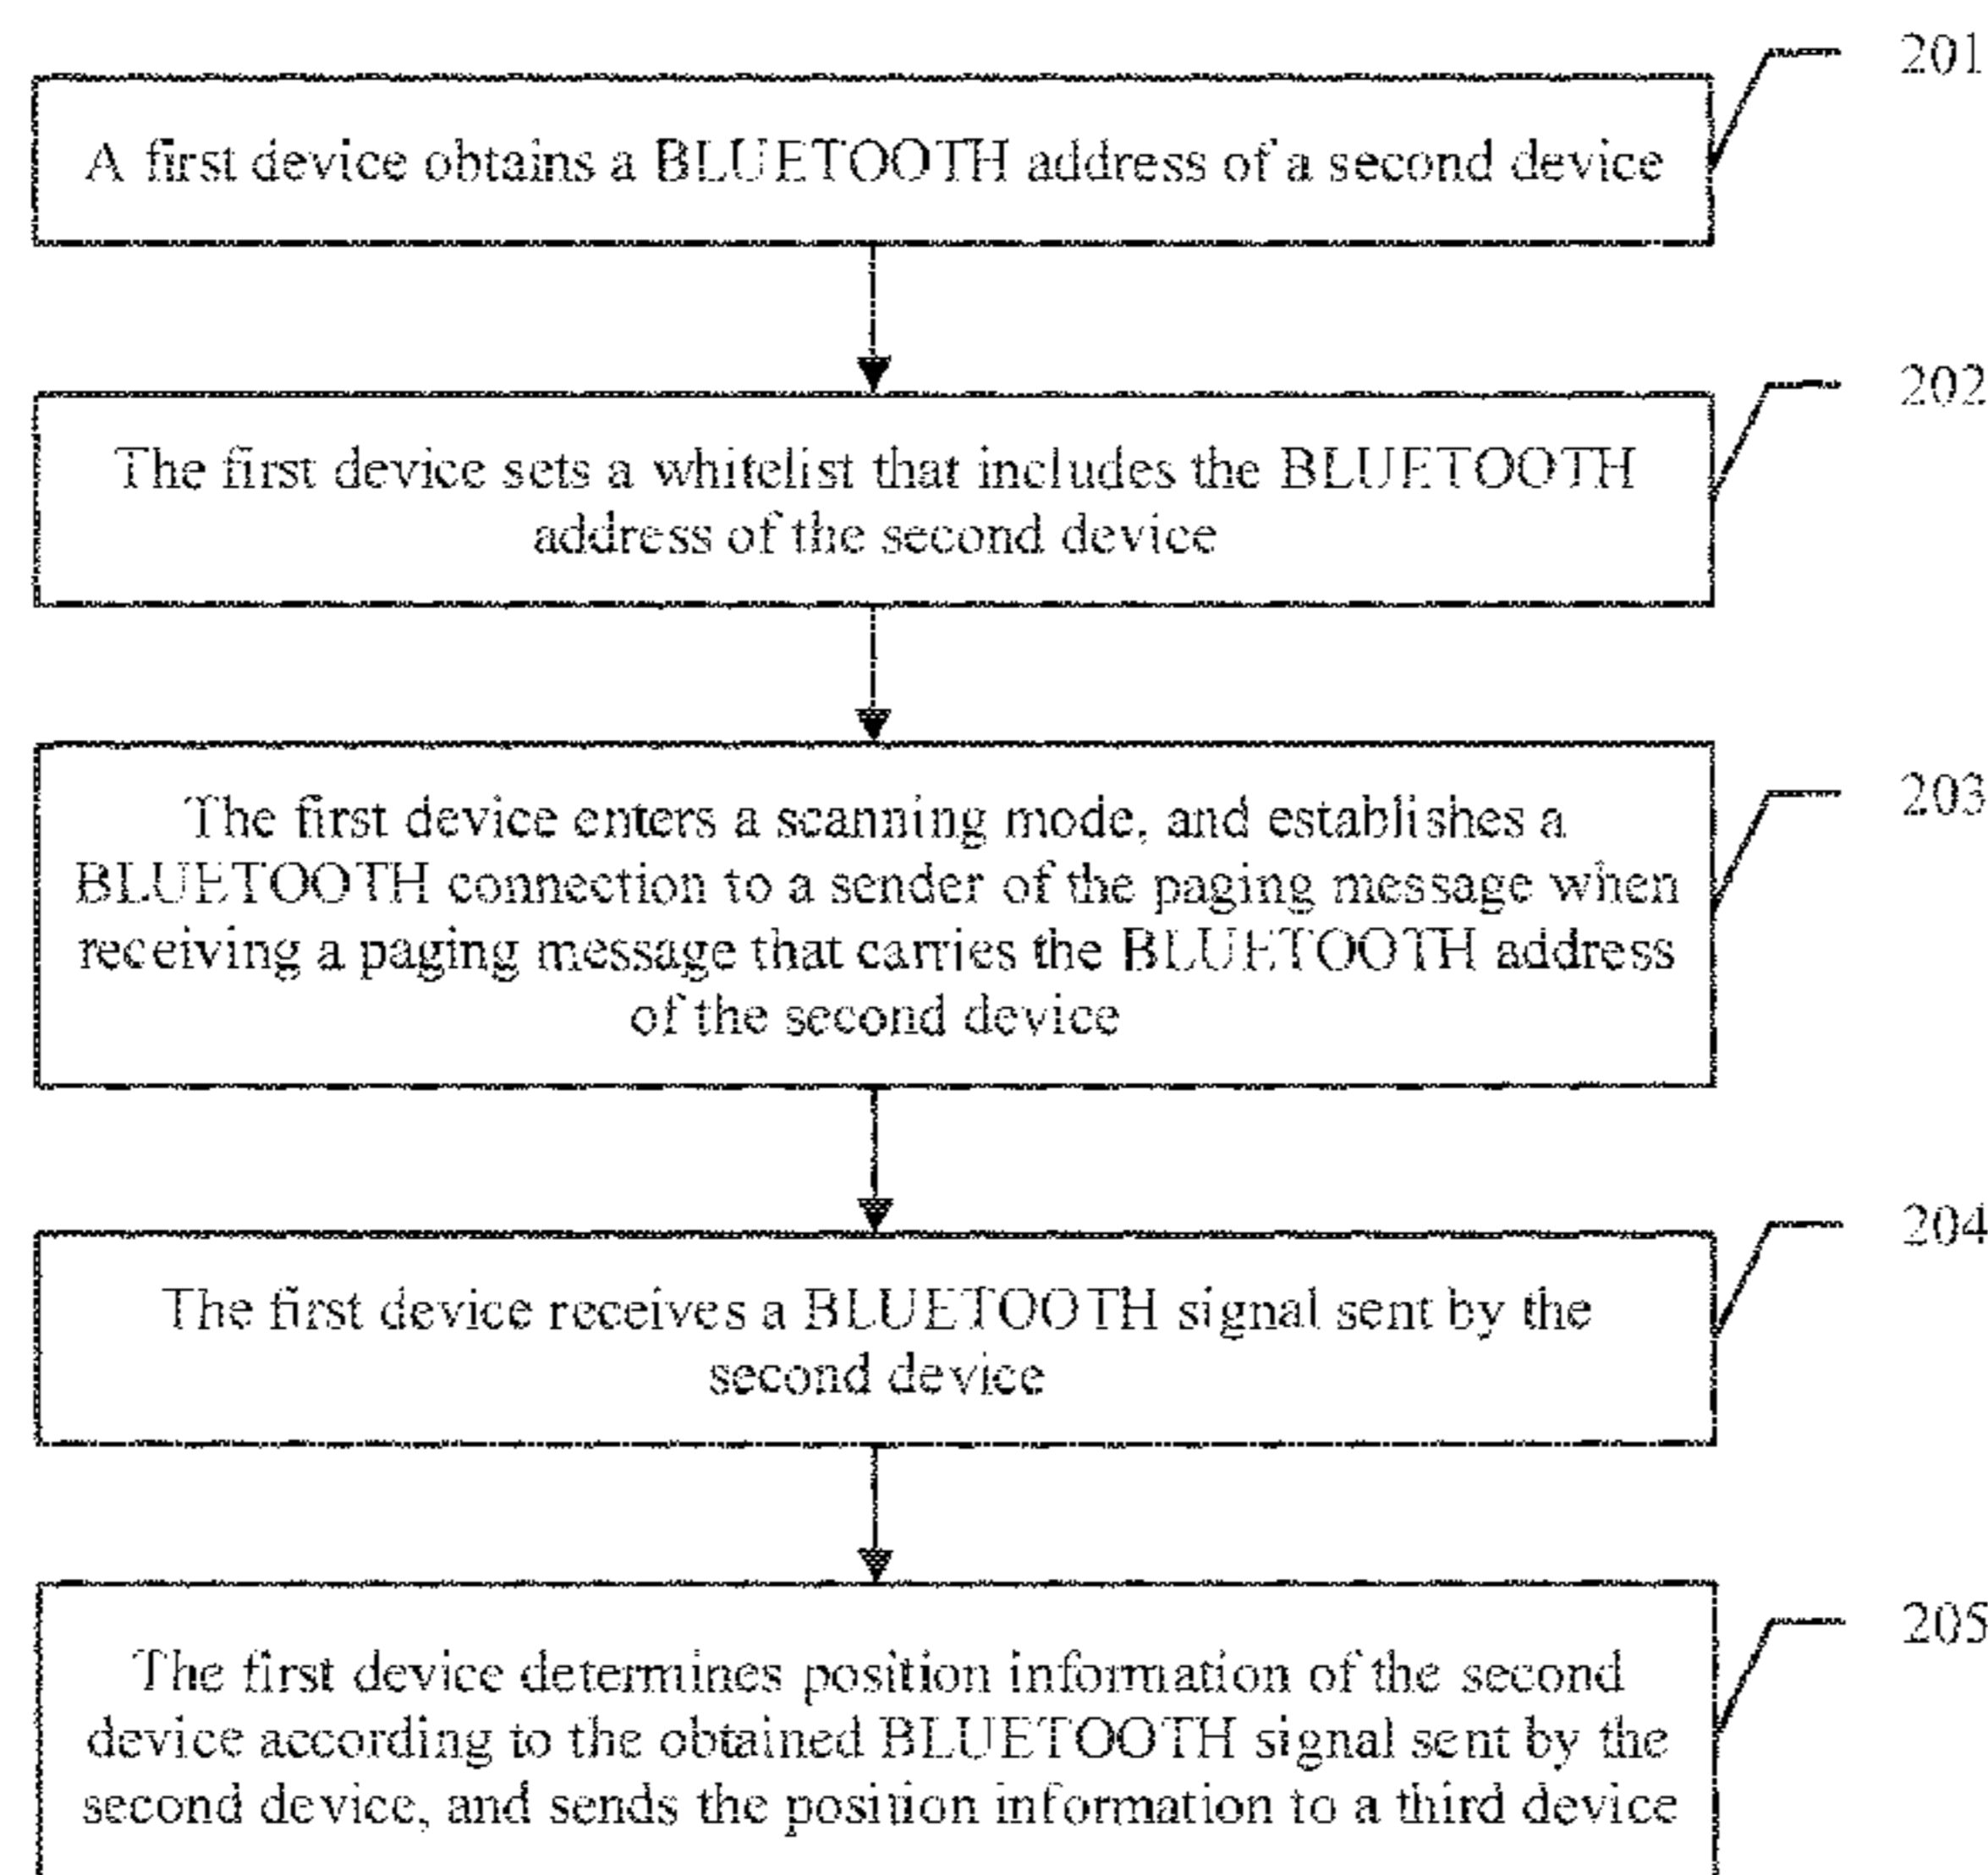 201
A first device obtains a BLUETOOTH address of a second device
202
The first device sets a whitelist that includes the BLUETOOTH
address of the second device
203
The first device enters a scanning mode, and establishes a
BLUETOOTH connection to a sender of the paging message when
receiving a paging message that carries the BLUETOOTH address
of the second device
204
The first device receives a BLUETOOTH signal sent by the
second device
205
The first device determines position information of the second
device according to the obtained BLUETOOTH signal sent by the
second device, and sends the position information to a third device